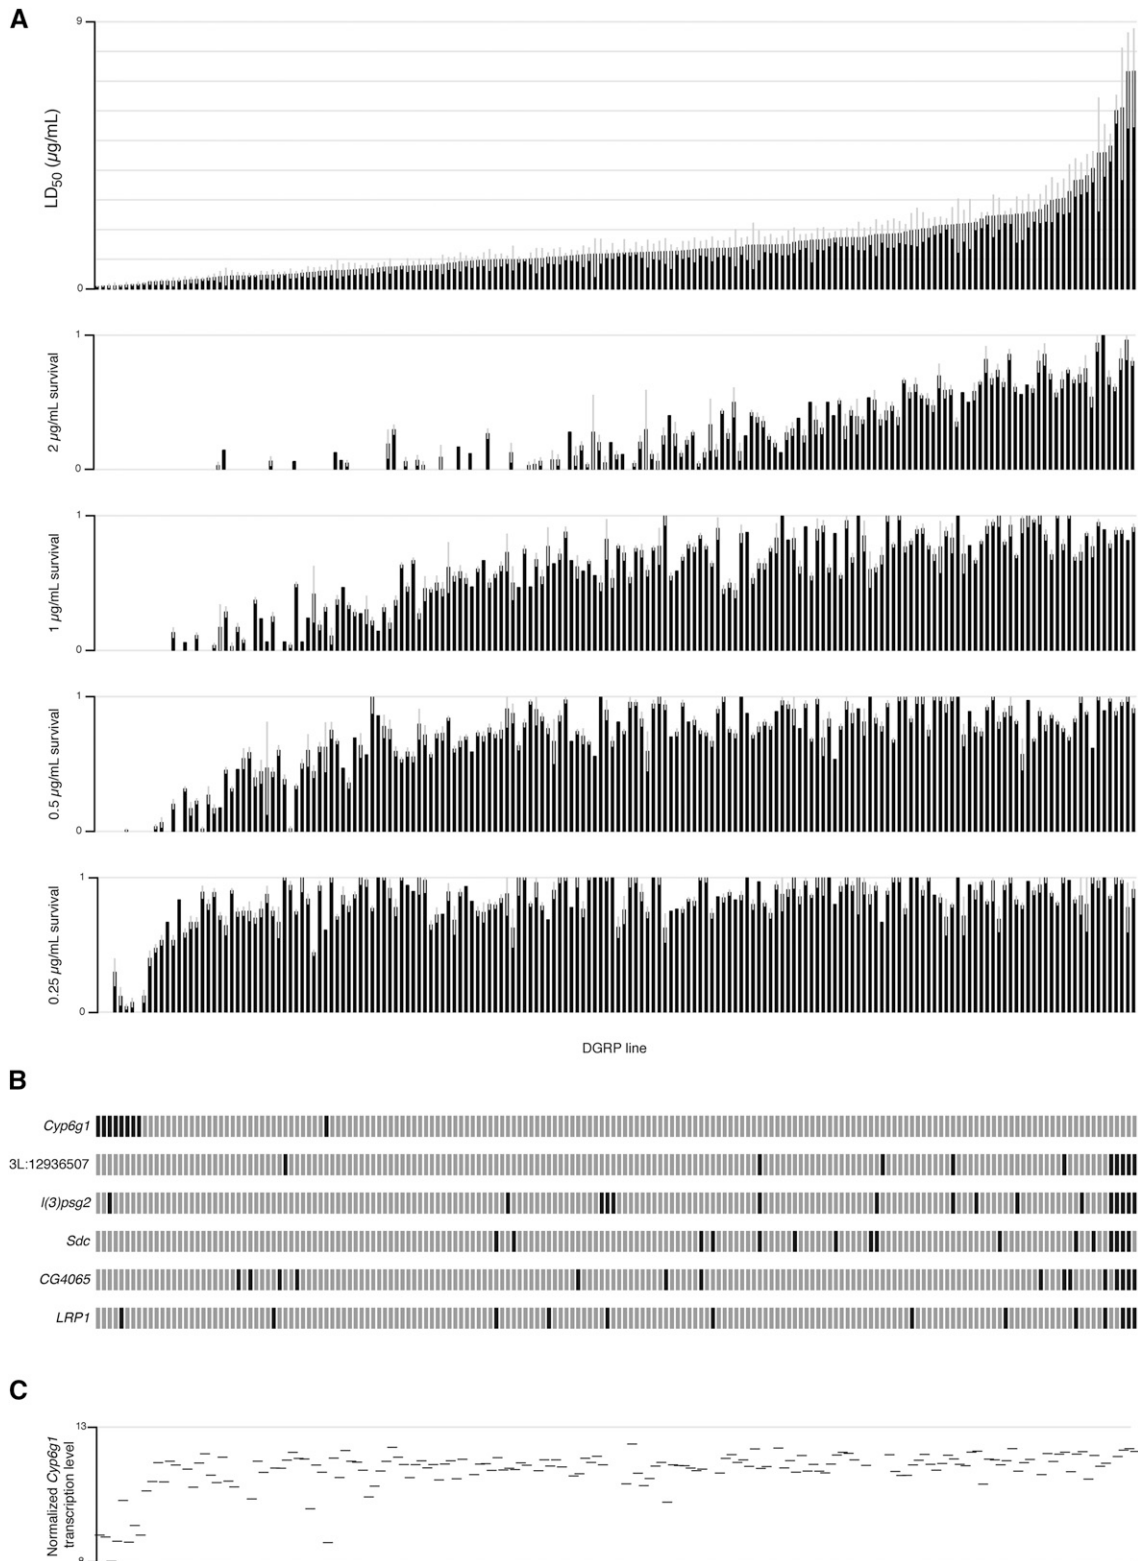 A
9
LD50 (µg/mL)
0
1
2 µg/mL survival
0
1
1 µg/mL survival
0
1
0.5 µg/mL survival
0
1
0.25 µg/mL survival
0
DGRP line
B
Cyp6g1
3L:12936507
l(3)psg2
Sdc
CG4065
LRP1
C
13
Normalized Cyp6g1
transcription level
8